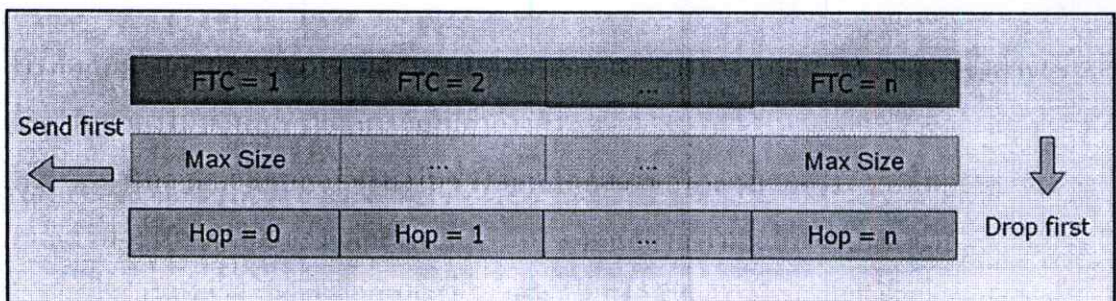 FTC = 1 FTC = 2 ... FTC = n
Send first
Max Size ... ... Max Size
Hop = 0 Hop = 1 ... Hop = n
Drop first